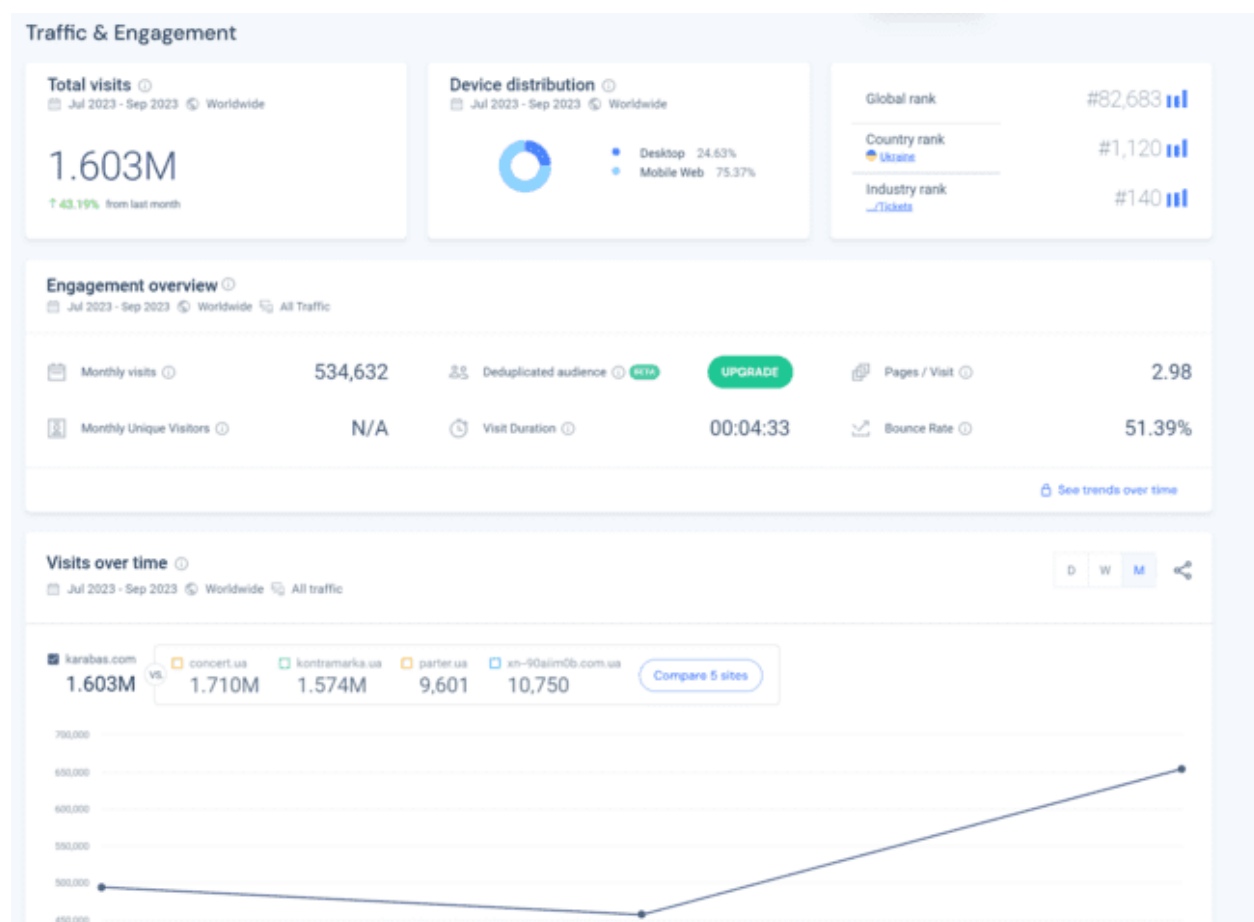 Traffic & Engagement
Total visits
Jul 2023 - Sep 2023 Worldwide
1.603M
↑ 43.19% from last month
Device distribution
Jul 2023 - Sep 2023 Worldwide
Desktop 24.63%
Mobile Web 75.37%
Global rank #82,683
Country rank #1,120
Ukraine
Industry rank #140
.../Tickets
Engagement overview
Jul 2023 - Sep 2023 Worldwide All Traffic
Monthly visits 534,632
Deduplicated audience BETA UPGRADE
Pages / Visit 2.98
Monthly Unique Visitors N/A
Visit Duration 00:04:33
Bounce Rate 51.39%
See trends over time
Visits over time
Jul 2023 - Sep 2023 Worldwide All traffic
D W M
karabas.com
1.603M
VS.
concert.ua
1.710M
kontramarka.ua
1.574M
parter.ua
9,601
xn--90aiim0b.com.ua
10,750
Compare 5 sites
700,000
650,000
600,000
550,000
500,000
450,000